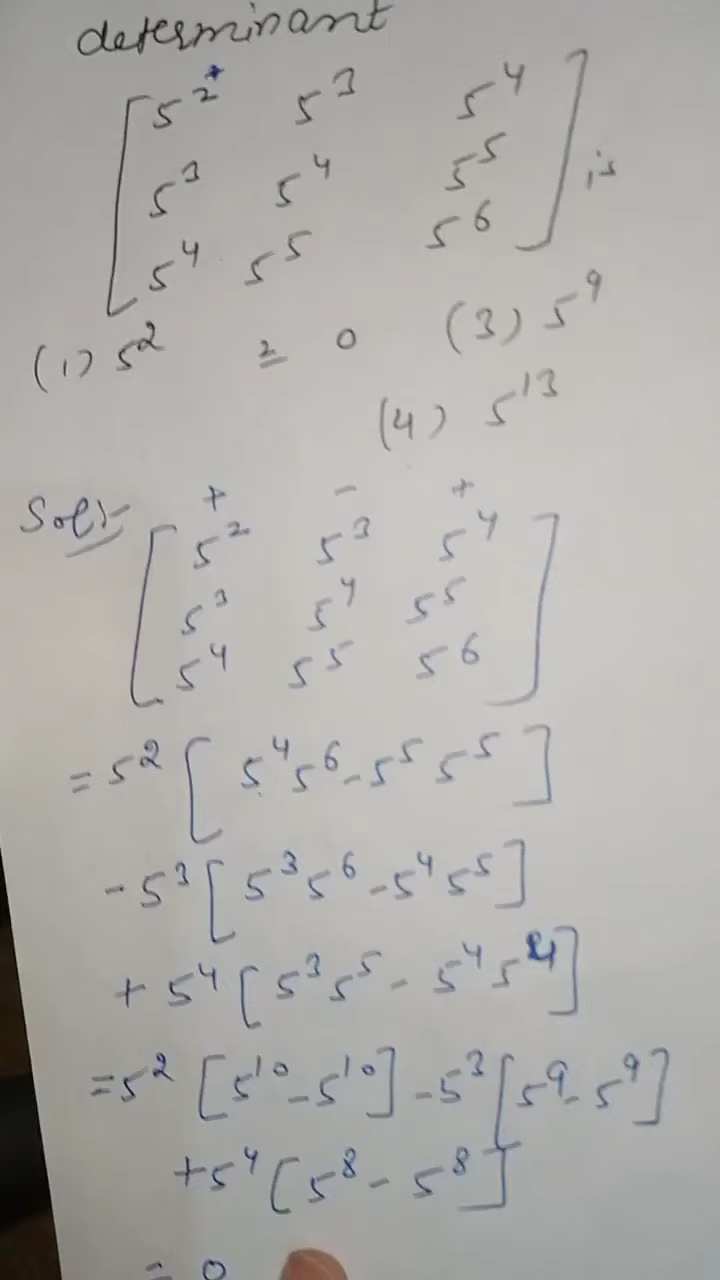 determinant
[ 5² 5³ 5⁴
5³ 5⁴ 5⁵
5⁴ 5⁵ 5⁶ ] is
(1) 5² 2 0 (3) 5⁹
(4) 5¹³
Sol:-
+ - +
[ 5² 5³ 5⁴
5³ 5⁴ 5⁵
5⁴ 5⁵ 5⁶ ]
= 5² [ 5⁴5⁶ - 5⁵ 5⁵ ]
- 5³ [ 5³5⁶ - 5⁴5⁵ ]
+ 5⁴ [ 5³5⁵ - 5⁴5⁴ ]
= 5² [5¹⁰ - 5¹⁰] - 5³ [5⁹ - 5⁹]
+ 5⁴ [5⁸ - 5⁸]
= 0